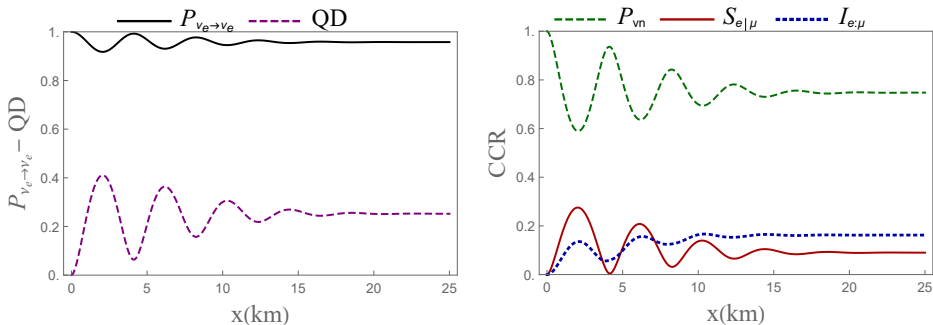 P_{ν_e→ν_e} QD
1.
0.8
0.6
0.4
0.2
0.
0 5 10 15 20 25
x(km)
P_{ν_e→ν_e} – QD
P_{vn} S_{e|μ} I_{e:μ}
1.
0.8
0.6
0.4
0.2
0.
0 5 10 15 20 25
x(km)
CCR